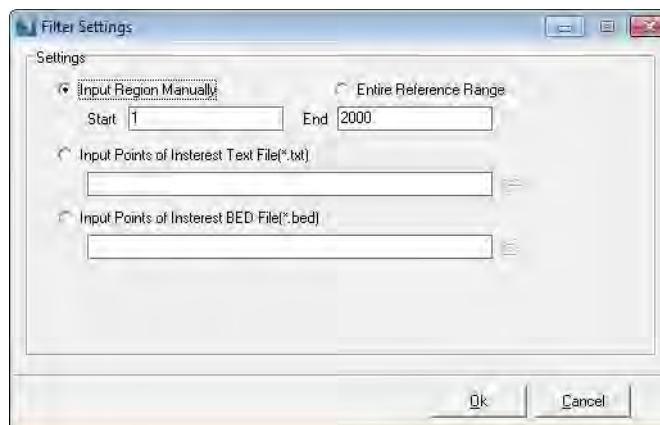 Filter Settings
Settings
Input Region Manually
Entire Reference Range
Start 1 End 2000
Input Points of Insterest Text File(*.txt)
Input Points of Insterest BED File(*.bed)
Ok Cancel